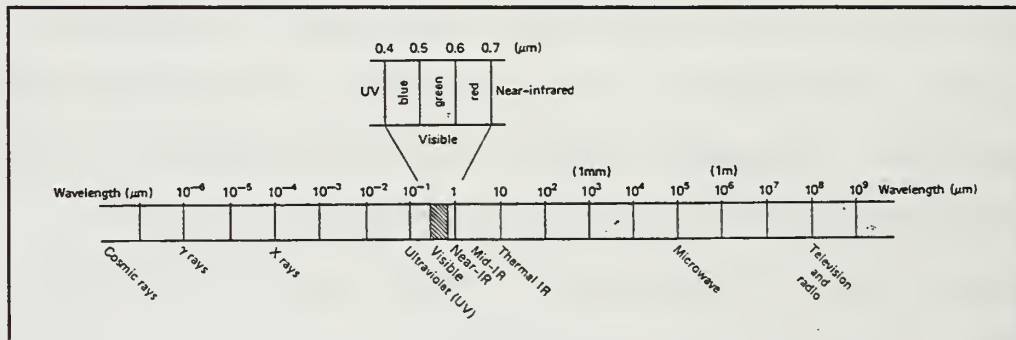 0.4 0.5 0.6 0.7 (μm)
UV blue green red Near-infrared
Visible
(1mm) (1m)
Wavelength (μm) 10⁻⁶ 10⁻⁵ 10⁻⁴ 10⁻³ 10⁻² 10⁻¹ 1 10 10² 10³ 10⁴ 10⁵ 10⁶ 10⁷ 10⁸ 10⁹ Wavelength (μm)
Cosmic rays
γ rays
X rays
Ultraviolet (UV)
Visible
Near-IR
Mid-IR
Thermal IR
Microwave
Television
and
radio